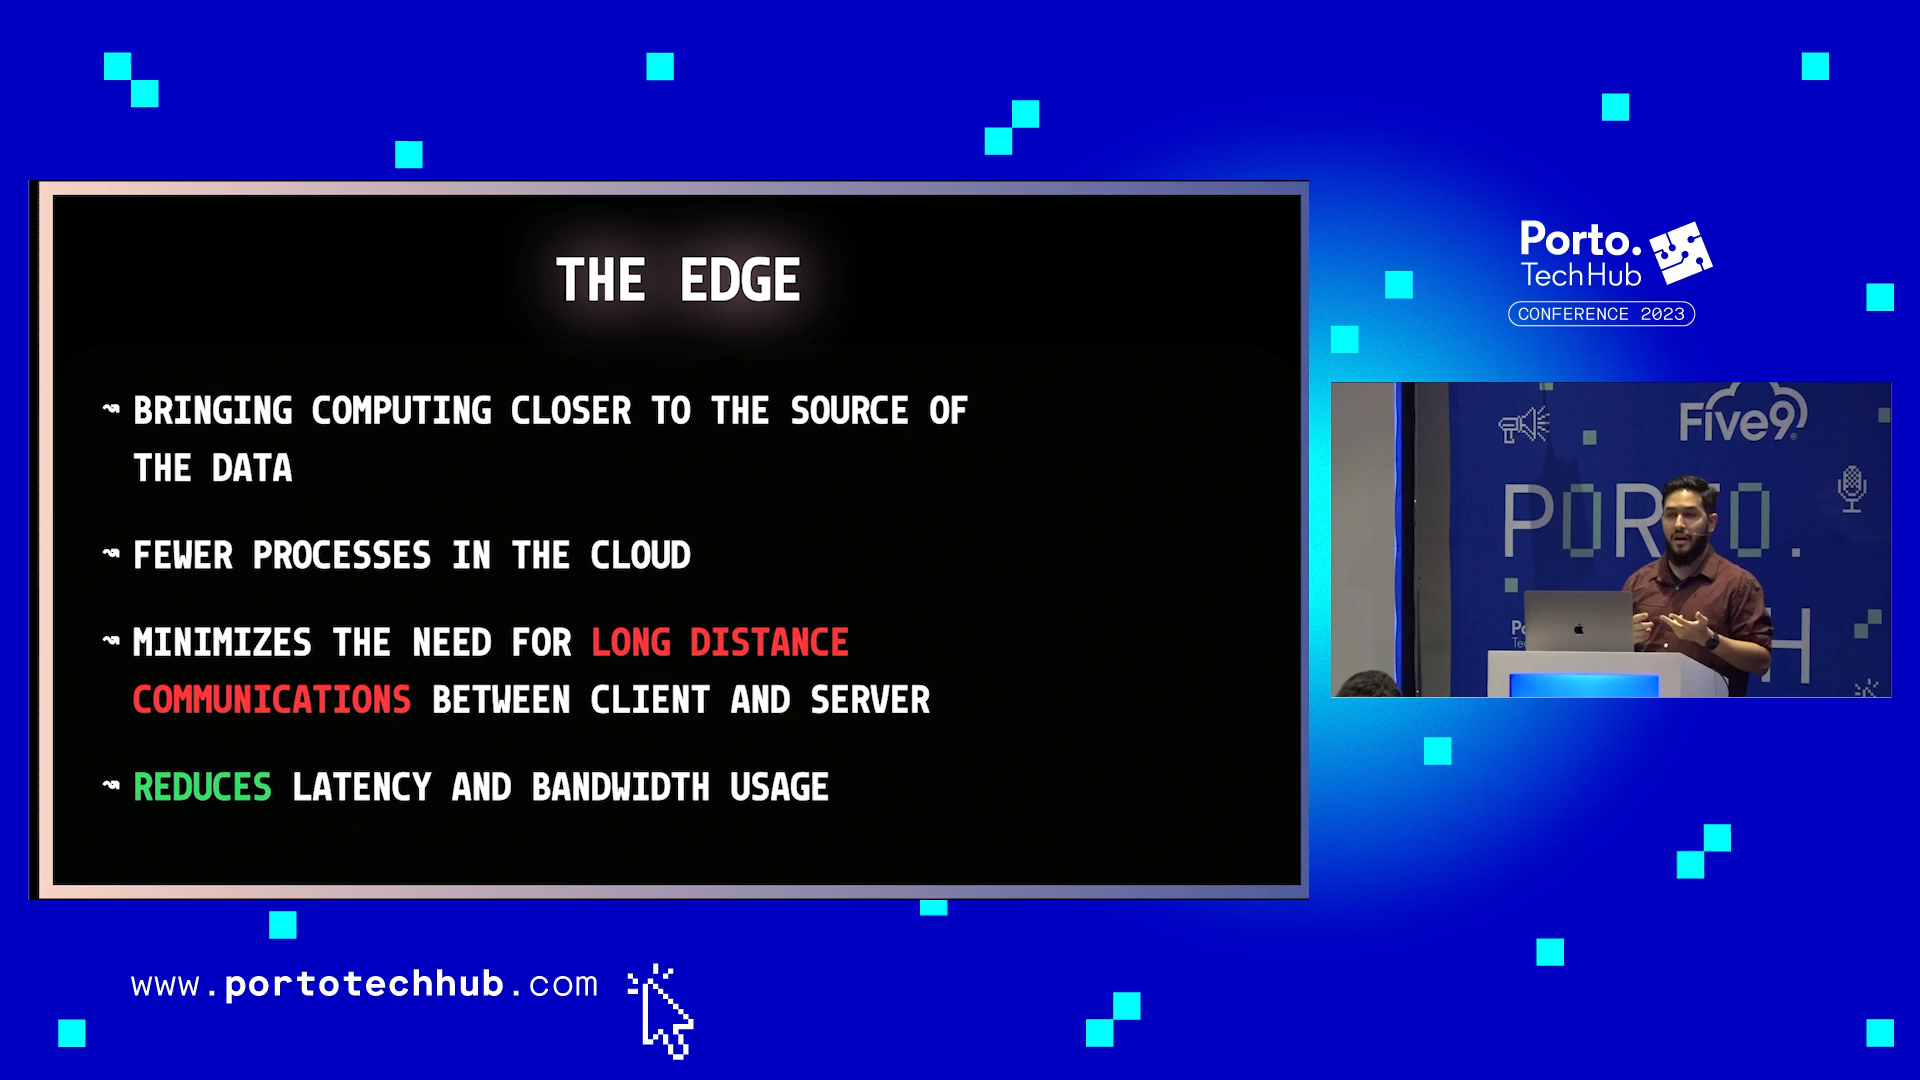 THE EDGE
↝ BRINGING COMPUTING CLOSER TO THE SOURCE OF
THE DATA
↝ FEWER PROCESSES IN THE CLOUD
↝ MINIMIZES THE NEED FOR LONG DISTANCE
COMMUNICATIONS BETWEEN CLIENT AND SERVER
↝ REDUCES LATENCY AND BANDWIDTH USAGE
Porto.
TechHub
CONFERENCE 2023
Five9
PORTO.
H
www.portotechhub.com